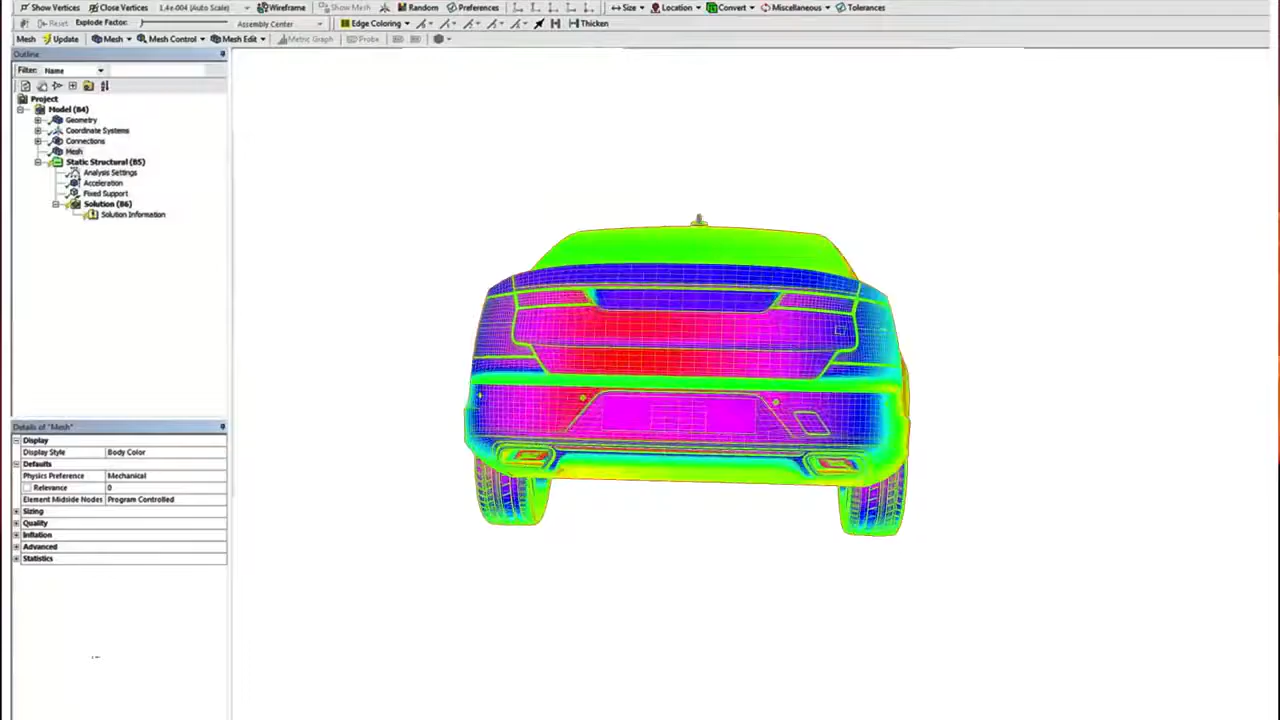 Show Vertices Close Vertices 1.4e-004 (Auto Scale) Wireframe Show Mesh Random Preferences Size Location Convert Miscellaneous Tolerances
Reset Explode Factor: Assembly Center Edge Coloring Thicken
Mesh Update Mesh Mesh Control Mesh Edit Metric Graph Probe
Outline
Filter: Name
Project
Model (B4)
Geometry
Coordinate Systems
Connections
Mesh
Static Structural (B5)
Analysis Settings
Acceleration
Fixed Support
Solution (B6)
Solution Information
Details of "Mesh"
Display
Display Style Body Color
Defaults
Physics Preference Mechanical
Relevance 0
Element Midside Nodes Program Controlled
Sizing
Quality
Inflation
Advanced
Statistics